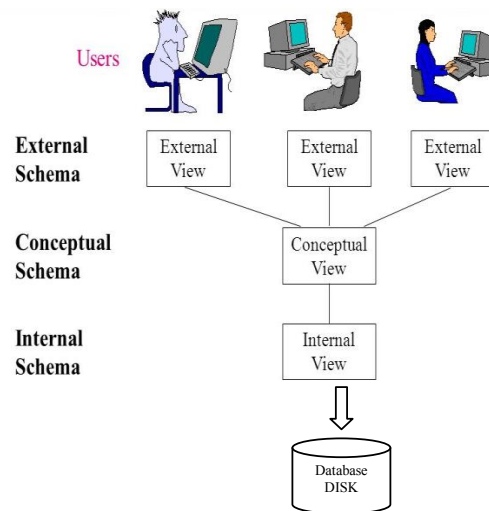 Users
External
Schema
External
View
External
View
External
View
Conceptual
Schema
Conceptual
View
Internal
Schema
Internal
View
Database
DISK